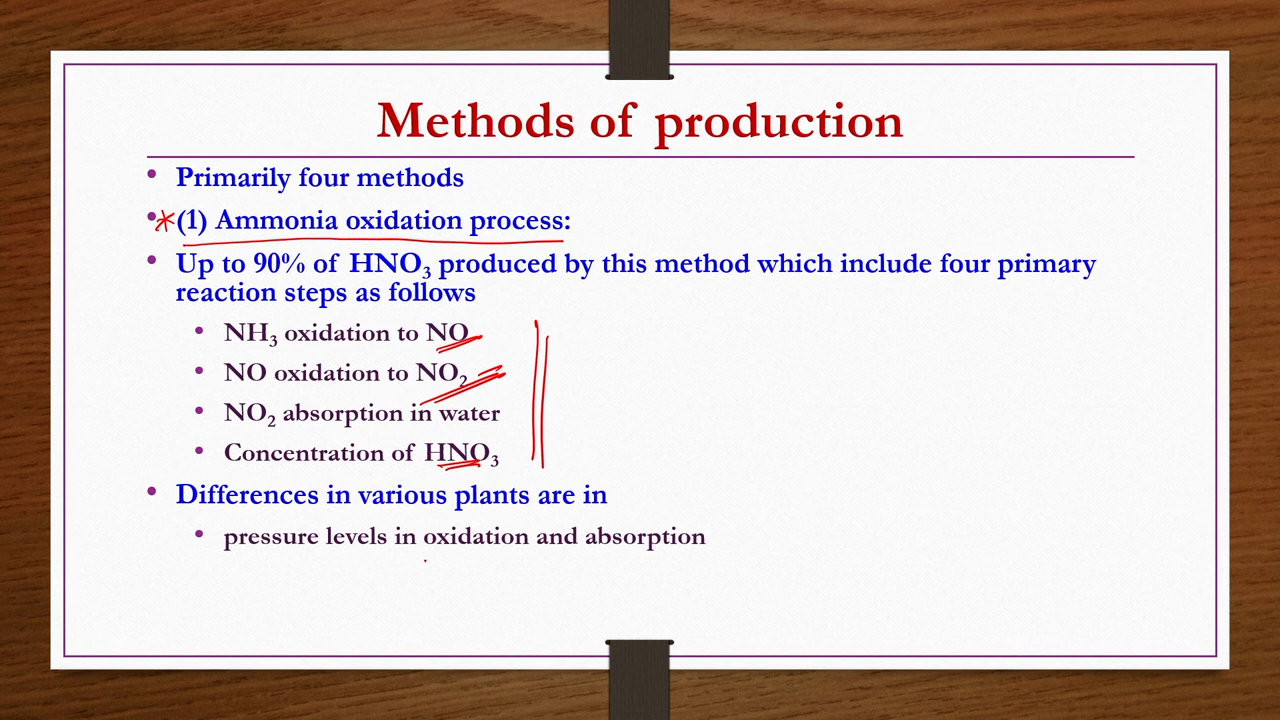 Methods of production
• Primarily four methods
• * (1) Ammonia oxidation process:
• Up to 90% of HNO₃ produced by this method which include four primary
reaction steps as follows
• NH₃ oxidation to NO
• NO oxidation to NO₂
• NO₂ absorption in water
• Concentration of HNO₃
• Differences in various plants are in
• pressure levels in oxidation and absorption